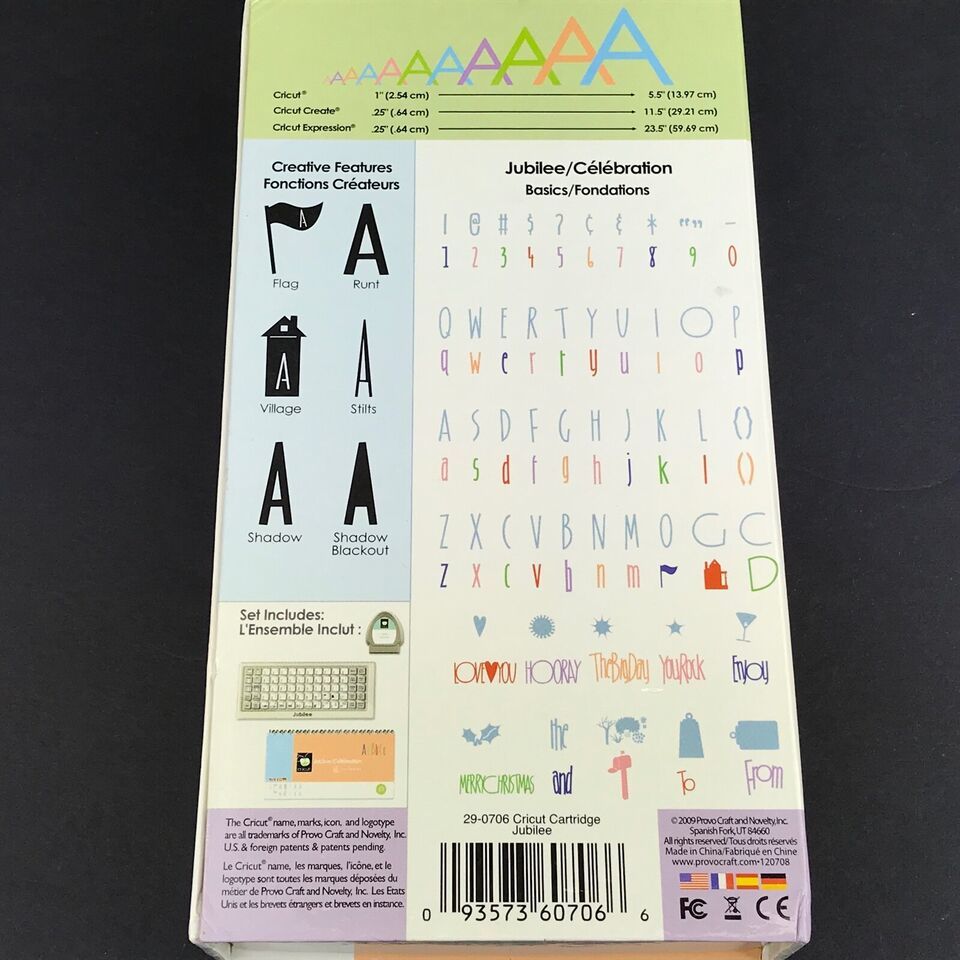 AAAAAAAAAAA
Cricut® 1" (2.54 cm) 5.5" (13.97 cm)
Cricut Create® .25" (.64 cm) 11.5" (29.21 cm)
Cricut Expression® .25" (.64 cm) 23.5" (59.69 cm)
Creative Features
Fonctions Créateurs
A A
Flag Runt
A A
Village Stilts
A A
Shadow Shadow
Blackout
Set Includes:
L'Ensemble Inclut :
Jubilee
Jubilee/Célébration
Jubilee/Célébration
Basics/Fondations
! @ # $ ? ¢ & * "" ,, –
1 2 3 4 5 6 7 8 9 0
Q W E R T Y U I O P
q w e r t y u i o p
A S D F G H J K L ()
a s d f g h j k l ()
Z X C V B N M O G C
z x c v b n m D
LOVE♥YOU HOORAY TheBigDay YouRock Enjoy
the
MERRYCHRISTMAS and To From
The Cricut® name, marks, icon, and logotype
are all trademarks of Provo Craft and Novelty, Inc.
U.S. & foreign patents & patents pending.
Le Cricut® name, les marques, l'icône, et le
logotype sont toutes les marques déposées du
métier de Provo Craft and Novelty, Inc. Les Etats
Unis et les brevets étrangers et brevets en instance.
29-0706 Cricut Cartridge
Jubilee
0 93573 60706 6
© 2009 Provo Craft and Novelty, Inc.
Spanish Fork, UT 84660
All rights reserved/Tous droits réservés
Made in China/Fabriqué en Chine
www.provocraft.com•120708
FC CE